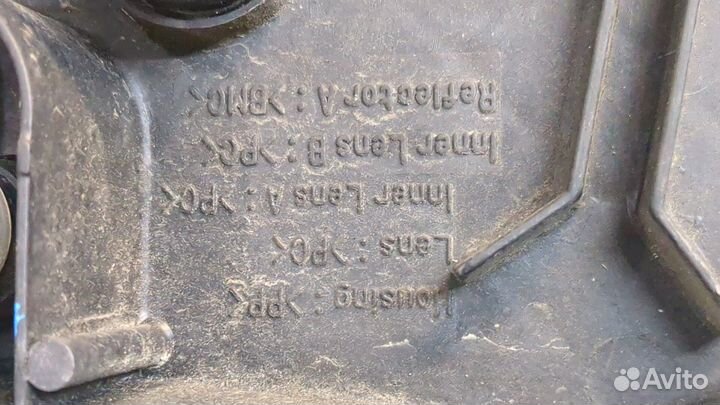 Housing : >PP<
Lens : >PC<
Inner Lens A : >PC<
Inner Lens B : >PC<
Reflector A : >BMC<
Avito